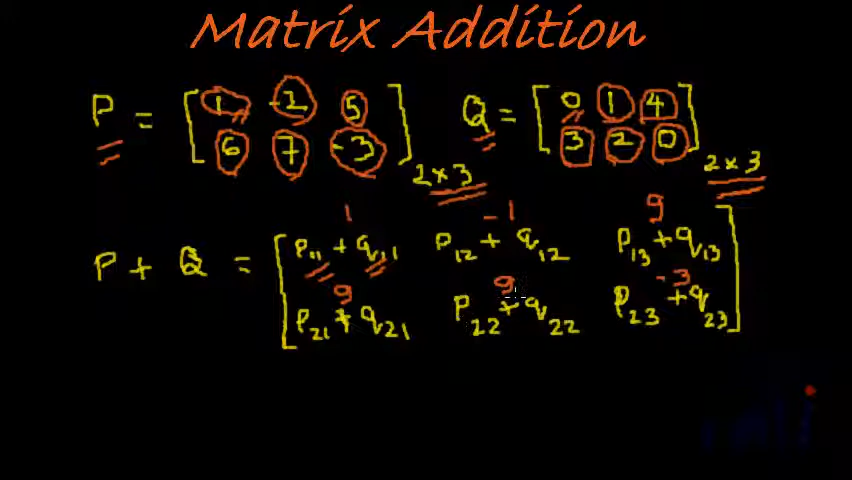 Matrix Addition
P = [ 1 -2 5 ] 2×3 Q = [ 0 1 4 ] 2×3
6 7 -3 3 2 0
1 -1 9
P + Q = [ P11 + q11 P12 + q12 P13 + q13 ]
9 9 -3
P21 + q21 P22 + q22 P23 + q23